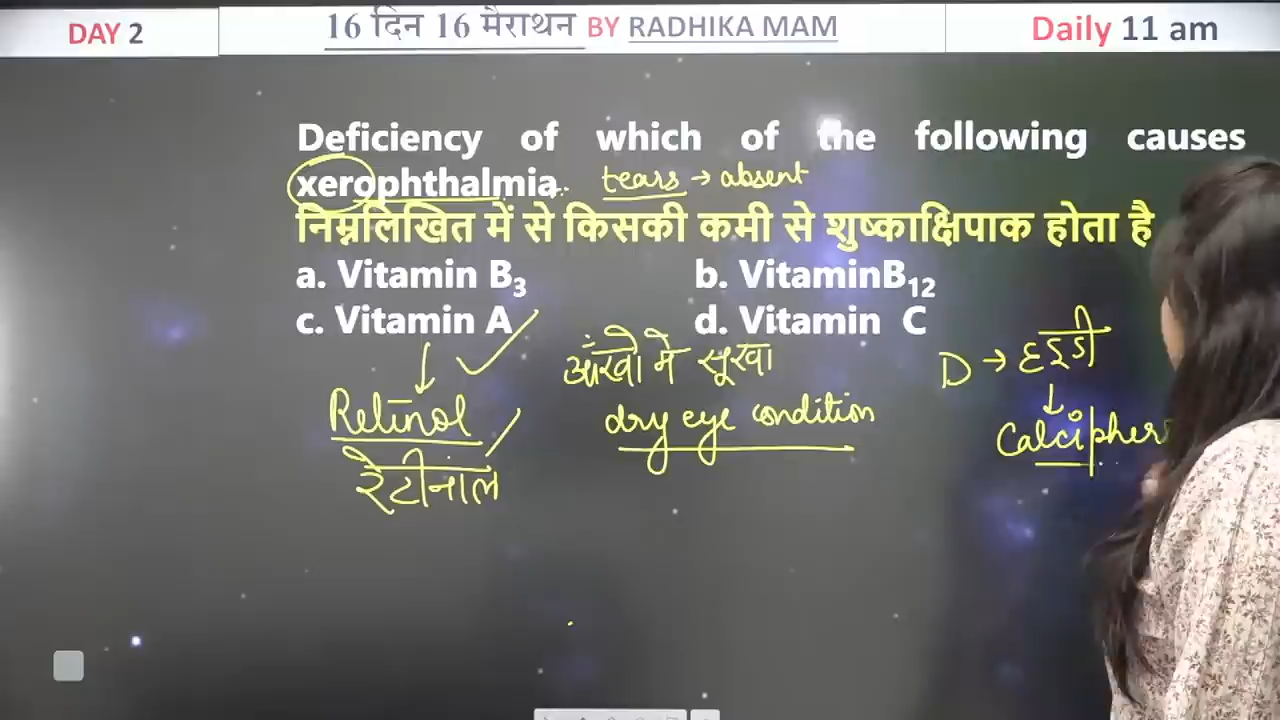 DAY 2
16 दिन 16 मैराथन BY RADHIKA MAM
Daily 11 am
Deficiency of which of the following causes
xerophthalmia.. tears → absent
निम्नलिखित में से किसकी कमी से शुष्काक्षिपाक होता है
a. Vitamin B₃ b. VitaminB₁₂
c. Vitamin A d. Vitamin C
Retinol
रेटीनाल
आँखो मे सूखा
dry eye condition
D → हड्डी
Calcipher